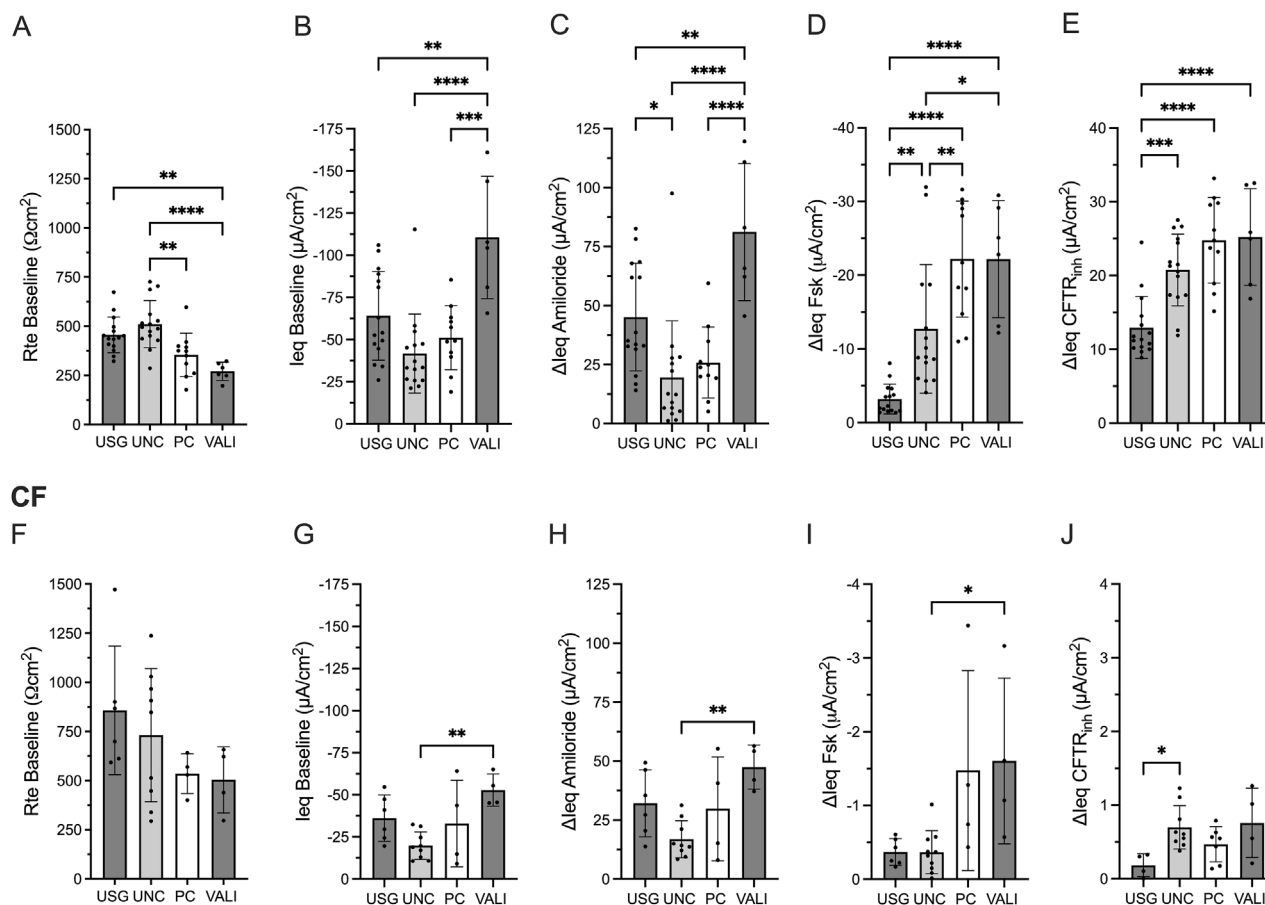 A
B
C
D
E
**
****
**
**
****
***
**
****
*
****
****
*
****
**
**
****
****
***
Rte Baseline (Ωcm²)
1500
1250
1000
750
500
250
0
USG UNC PC VALI
Ieq Baseline (µA/cm²)
-175
-150
-125
-100
-75
-50
-25
0
USG UNC PC VALI
ΔIeq Amiloride (µA/cm²)
125
100
75
50
25
0
USG UNC PC VALI
ΔIeq Fsk (µA/cm²)
-40
-30
-20
-10
0
USG UNC PC VALI
ΔIeq CFTRinh (µA/cm²)
40
30
20
10
0
USG UNC PC VALI
CF
F
G
H
I
J
Rte Baseline (Ωcm²)
1500
1250
1000
750
500
250
0
USG UNC PC VALI
Ieq Baseline (µA/cm²)
-175
-150
-125
-100
-75
-50
-25
0
**
USG UNC PC VALI
ΔIeq Amiloride (µA/cm²)
125
100
75
50
25
0
**
USG UNC PC VALI
ΔIeq Fsk (µA/cm²)
-4
-3
-2
-1
0
*
USG UNC PC VALI
ΔIeq CFTRinh (µA/cm²)
4
3
2
1
0
*
USG UNC PC VALI